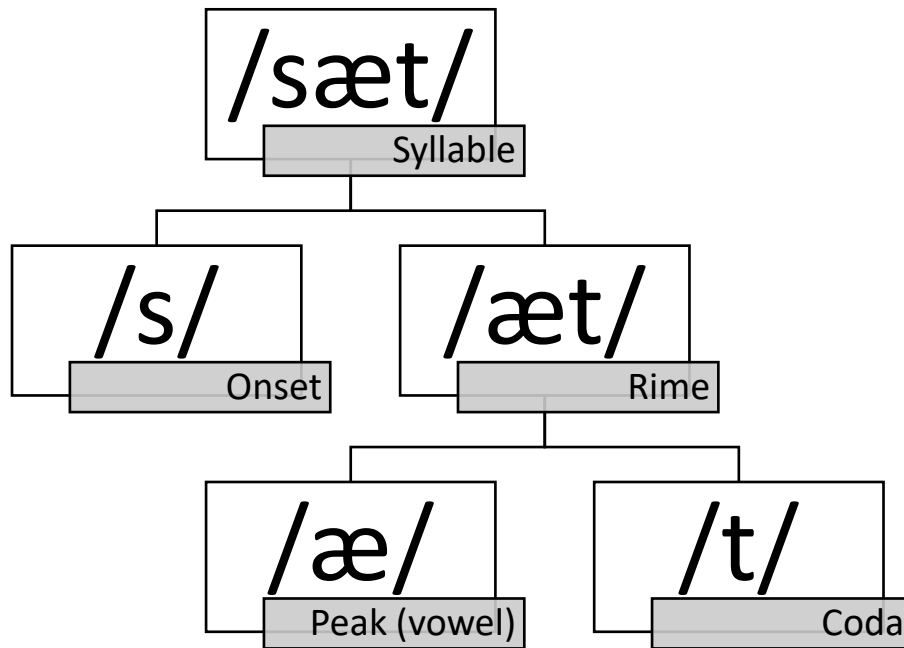 /sæt/
Syllable
/s/
Onset
/æt/
Rime
/æ/
Peak (vowel)
/t/
Coda